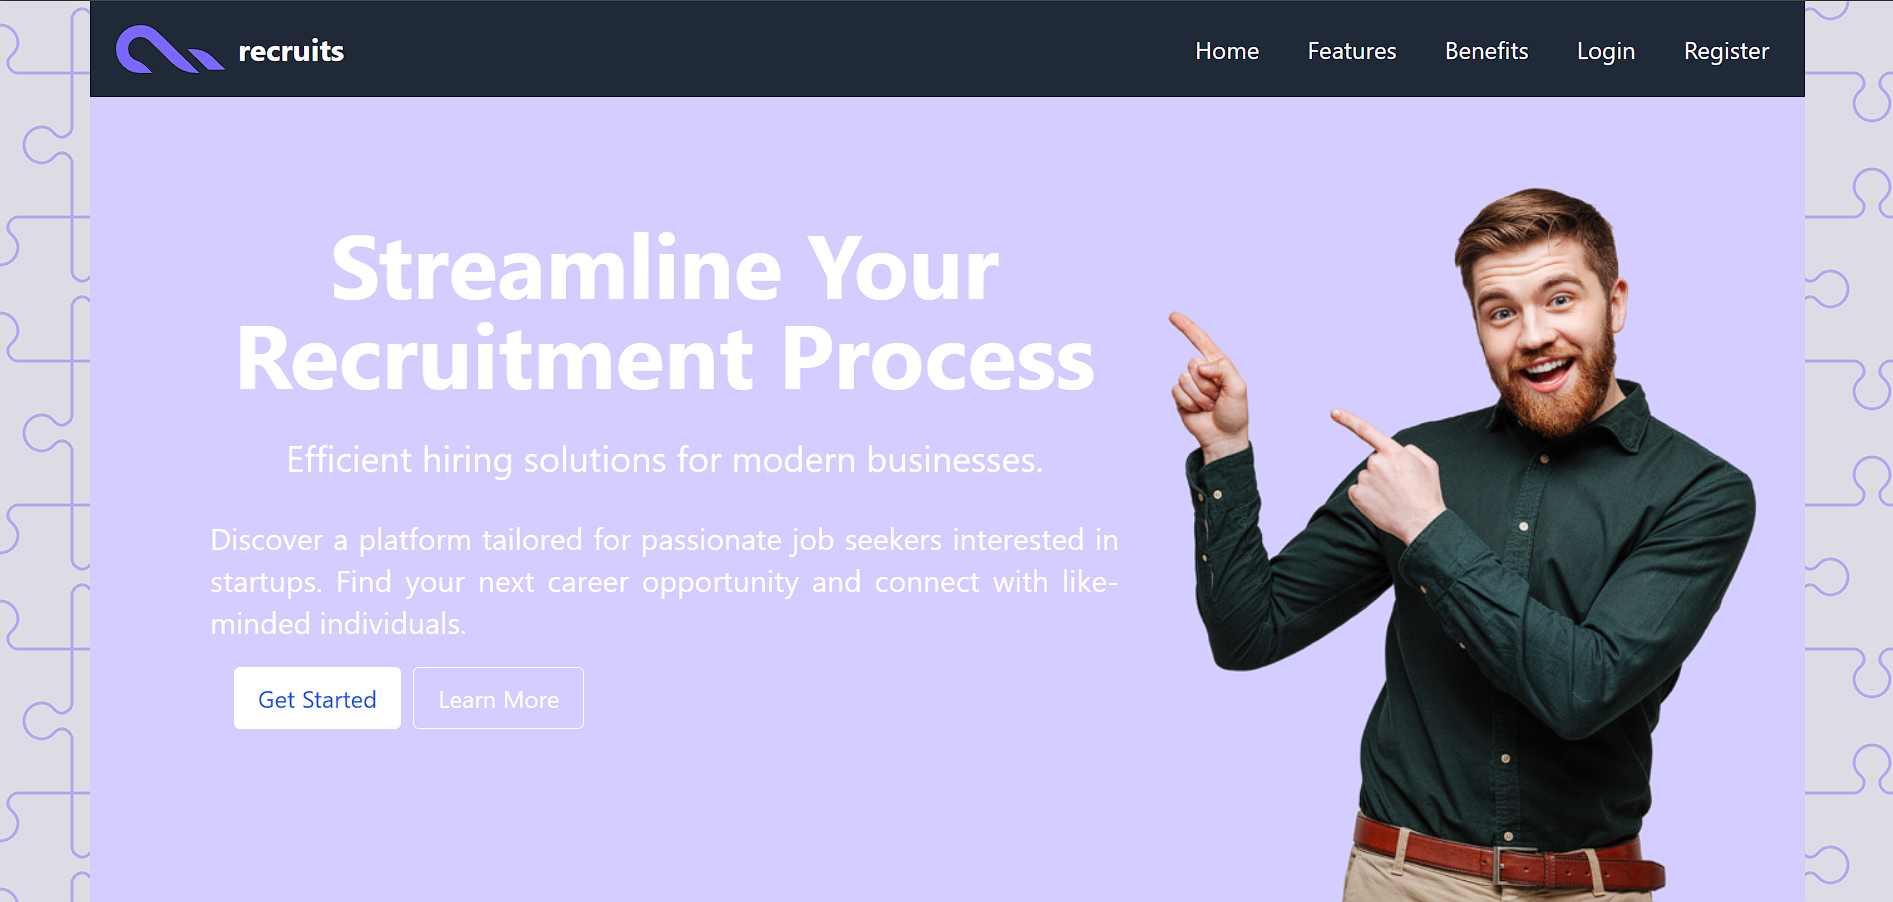 recruits
Home Features Benefits Login Register
Streamline Your
Recruitment Process
Efficient hiring solutions for modern businesses.
Discover a platform tailored for passionate job seekers interested in
startups. Find your next career opportunity and connect with like-
minded individuals.
Get Started Learn More